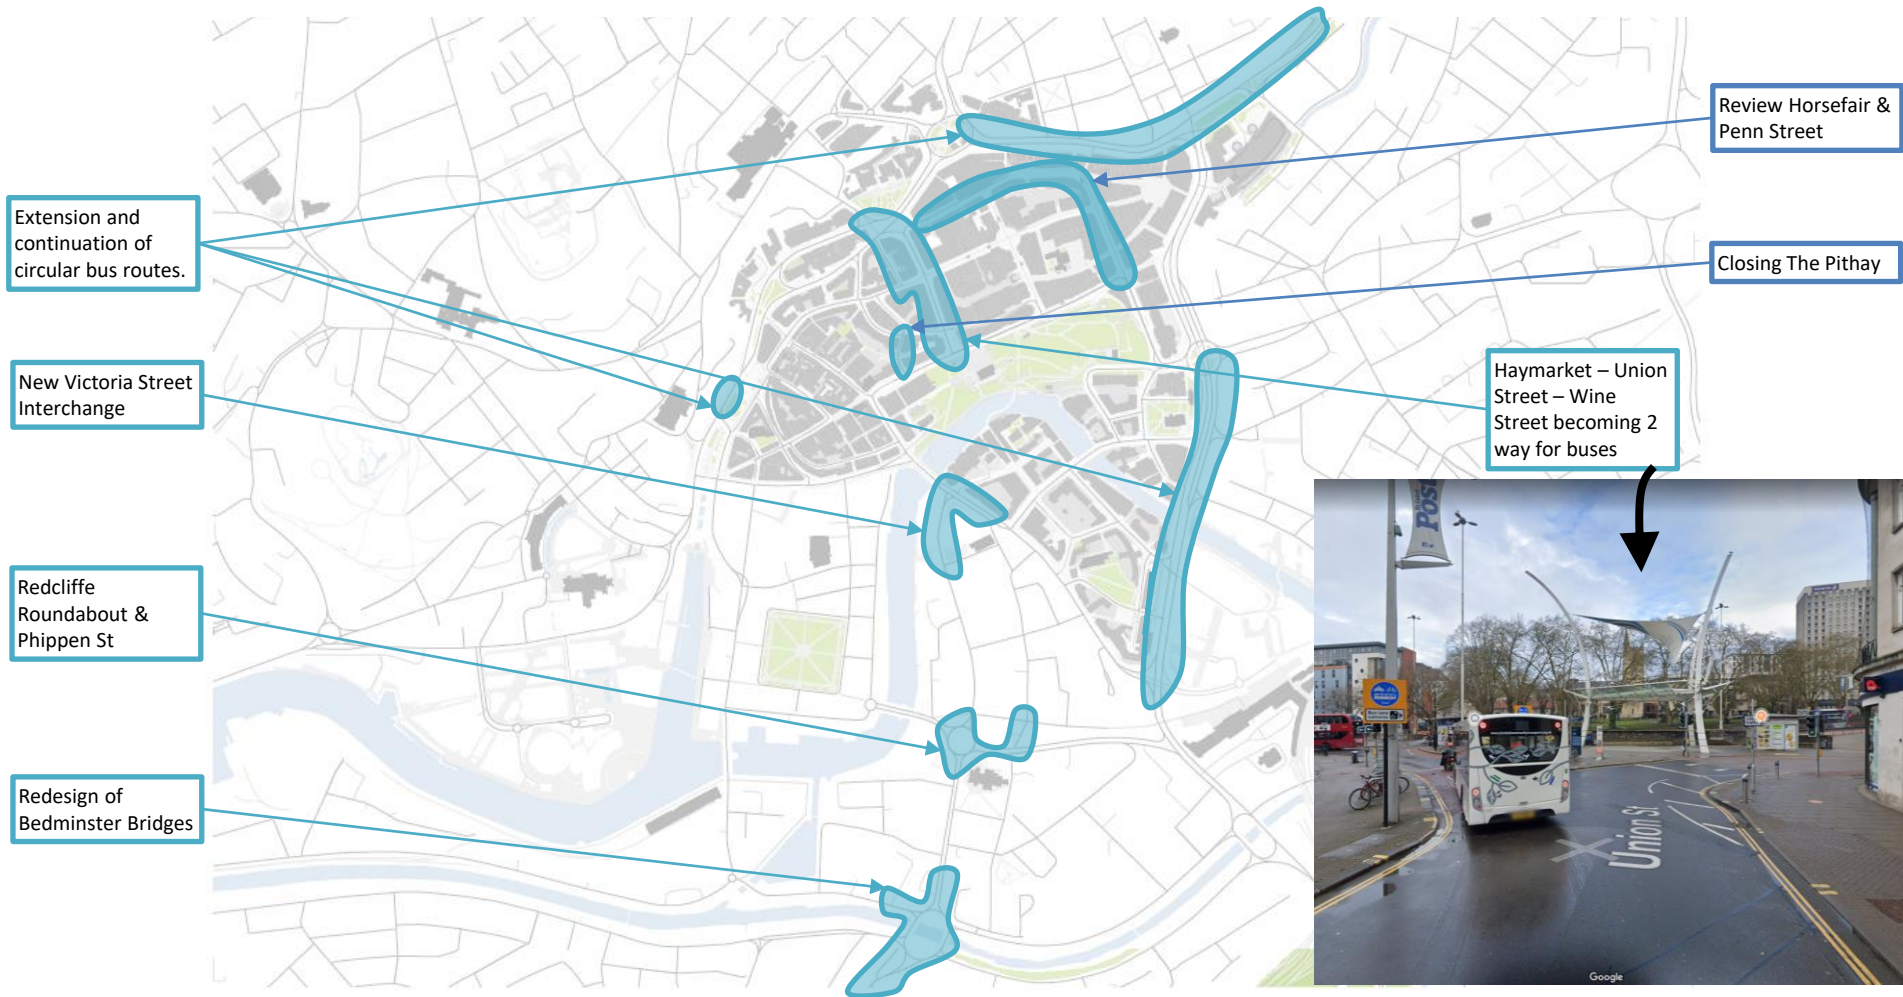 Extension and
continuation of
circular bus routes.
New Victoria Street
Interchange
Redcliffe
Roundabout &
Phippen St
Redesign of
Bedminster Bridges
Review Horsefair &
Penn Street
Closing The Pithay
Haymarket – Union
Street – Wine
Street becoming 2
way for buses
Post
Union St
Google